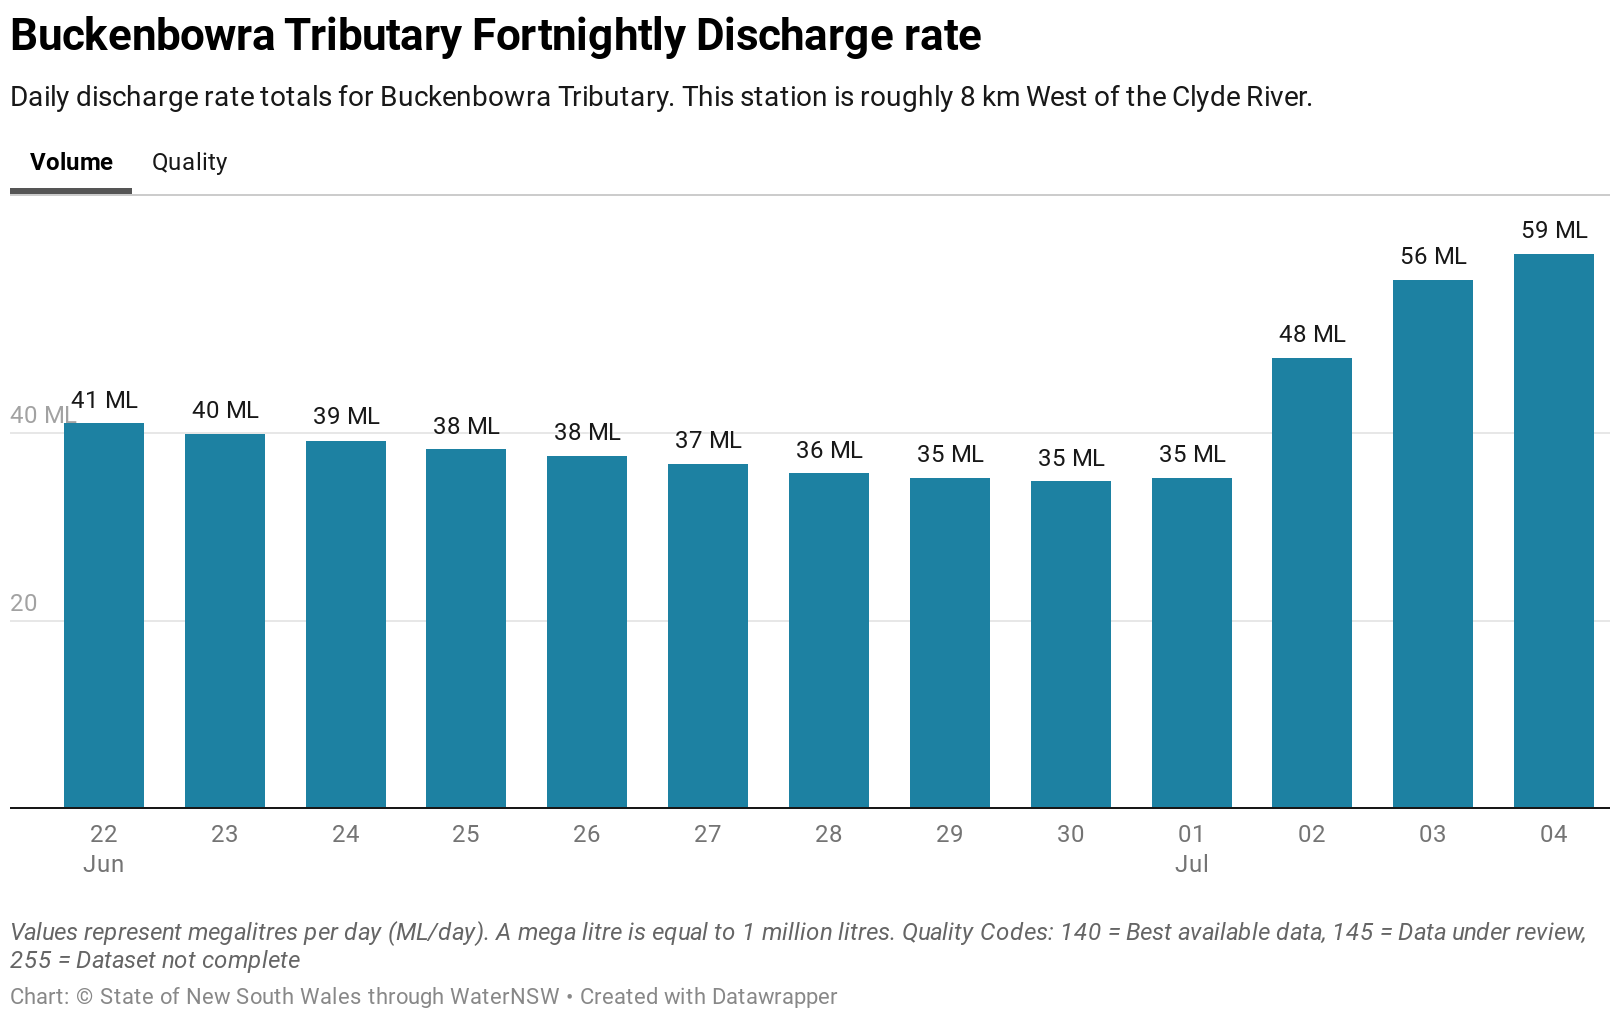 Buckenbowra Tributary Fortnightly Discharge rate
Daily discharge rate totals for Buckenbowra Tributary. This station is roughly 8 km West of the Clyde River.
Volume Quality
59 ML
56 ML
48 ML
40 ML 41 ML 40 ML 39 ML 38 ML 38 ML 37 ML 36 ML 35 ML 35 ML 35 ML
20
22 23 24 25 26 27 28 29 30 01 02 03 04
Jun Jul
Values represent megalitres per day (ML/day). A mega litre is equal to 1 million litres. Quality Codes: 140 = Best available data, 145 = Data under review,
255 = Dataset not complete
Chart: © State of New South Wales through WaterNSW • Created with Datawrapper